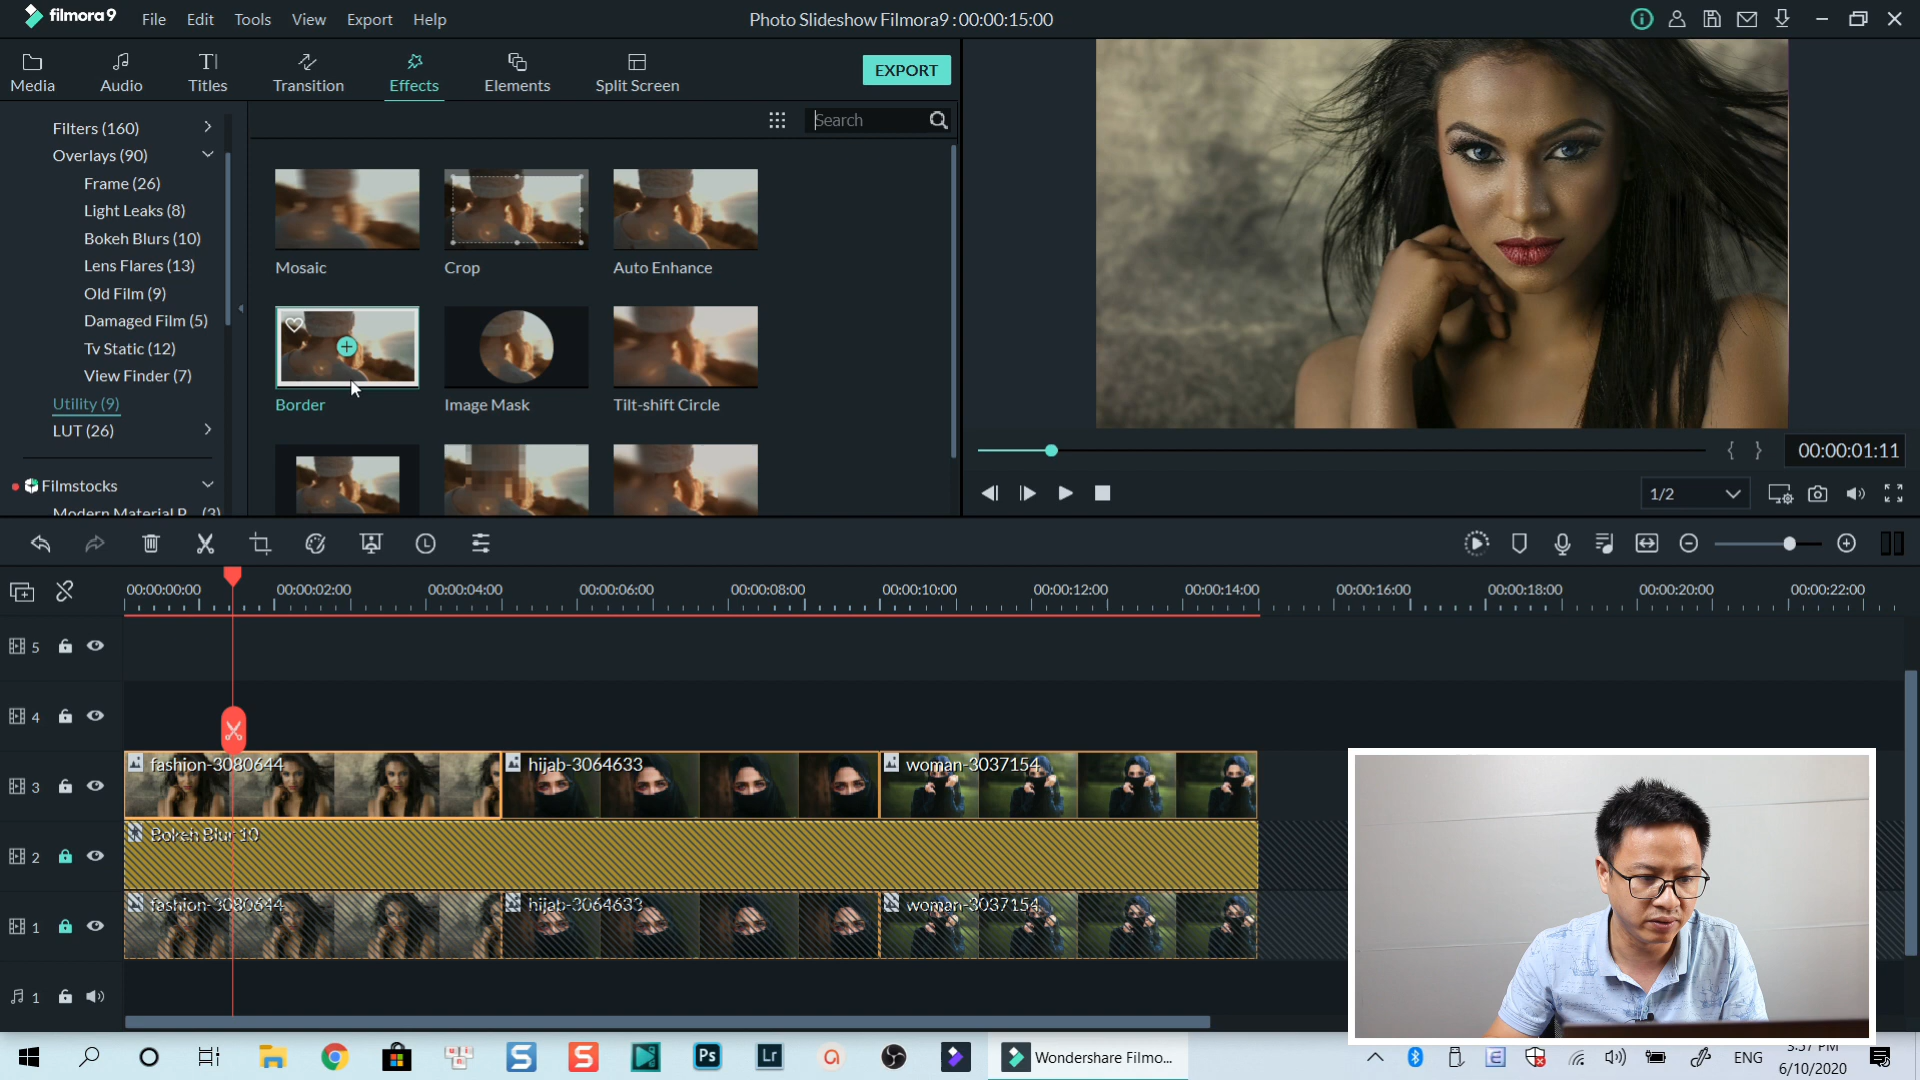 filmora9 File Edit Tools View Export Help
Photo Slideshow Filmora9 : 00:00:15:00
Media Audio Titles Transition Effects Elements Split Screen
EXPORT
Search
Filters (160)
Overlays (90)
Frame (26)
Light Leaks (8)
Bokeh Blurs (10)
Lens Flares (13)
Old Film (9)
Damaged Film (5)
Tv Static (12)
View Finder (7)
Utility (9)
LUT (26)
Filmstocks
Mosaic Crop Auto Enhance
Border Image Mask Tilt-shift Circle
00:00:01:11
1/2
00:00:00:00 00:00:02:00 00:00:04:00 00:00:06:00 00:00:08:00 00:00:10:00 00:00:12:00 00:00:14:00 00:00:16:00 00:00:18:00 00:00:20:00 00:00:22:00
5
4
3 fashion-3080644 hijab-3064633 woman-3037154
2 Bokeh Blur 10
1 fashion-3080644 hijab-3064633 woman-3037154
1
S S Ps Lr Wondershare Filmo... ENG
3:57 PM
6/10/2020